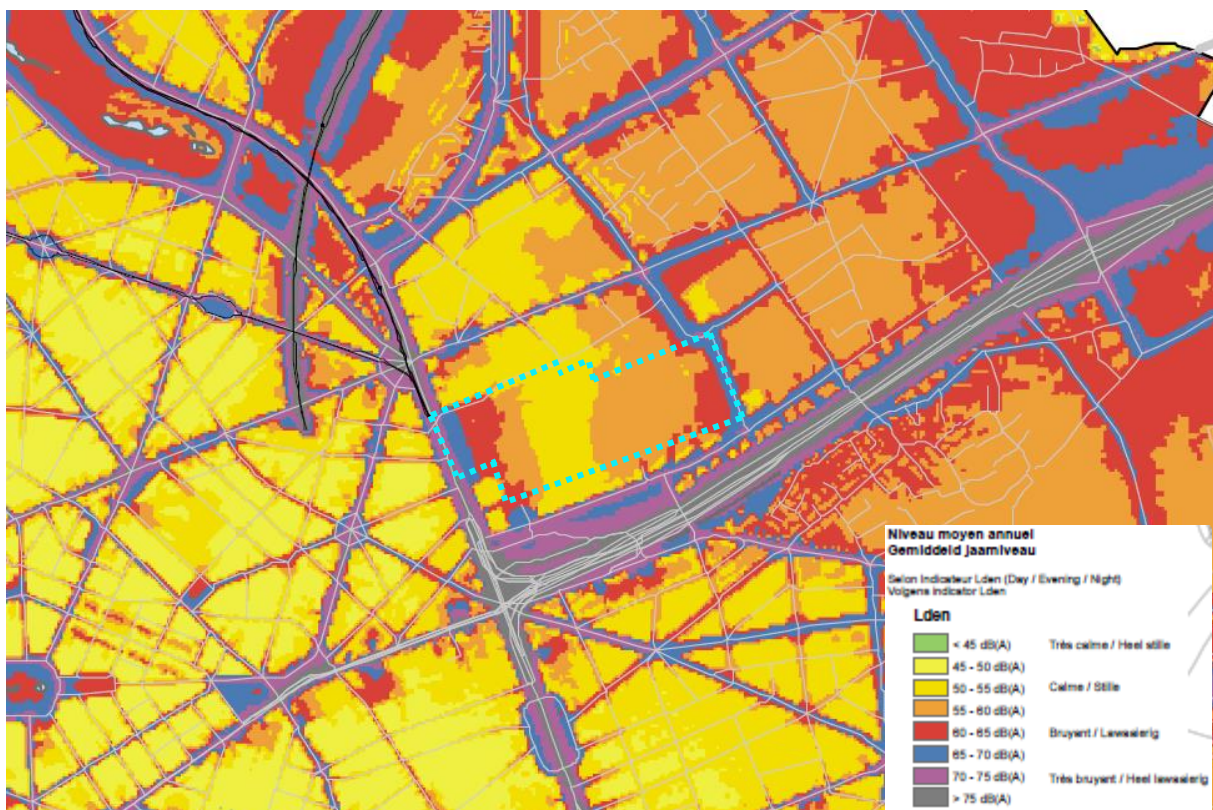 Niveau moyen annuel
Gemiddeld jaarniveau
Selon Indicateur Lden (Day / Evening / Night)
Volgens Indicator Lden
Lden
< 45 dB(A) Très calme / Heel stille
45 - 50 dB(A)
50 - 55 dB(A) Calme / Stille
55 - 60 dB(A)
60 - 65 dB(A) Bruyant / Lawaaierig
65 - 70 dB(A)
70 - 75 dB(A) Très bruyant / Heel lawaaierig
> 75 dB(A)